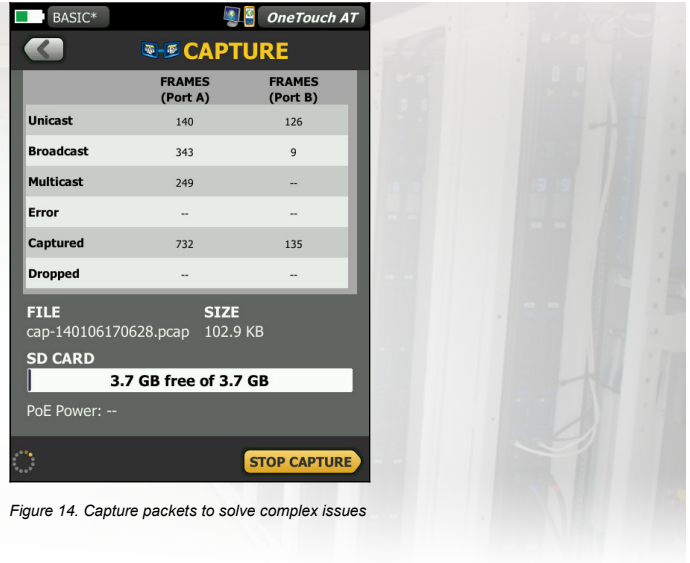 BASIC* OneTouch AT
CAPTURE
FRAMES FRAMES
(Port A) (Port B)
Unicast 140 126
Broadcast 343 9
Multicast 249 --
Error -- --
Captured 732 135
Dropped -- --
FILE SIZE
cap-140106170628.pcap 102.9 KB
SD CARD
3.7 GB free of 3.7 GB
PoE Power: --
STOP CAPTURE
Figure 14. Capture packets to solve complex issues